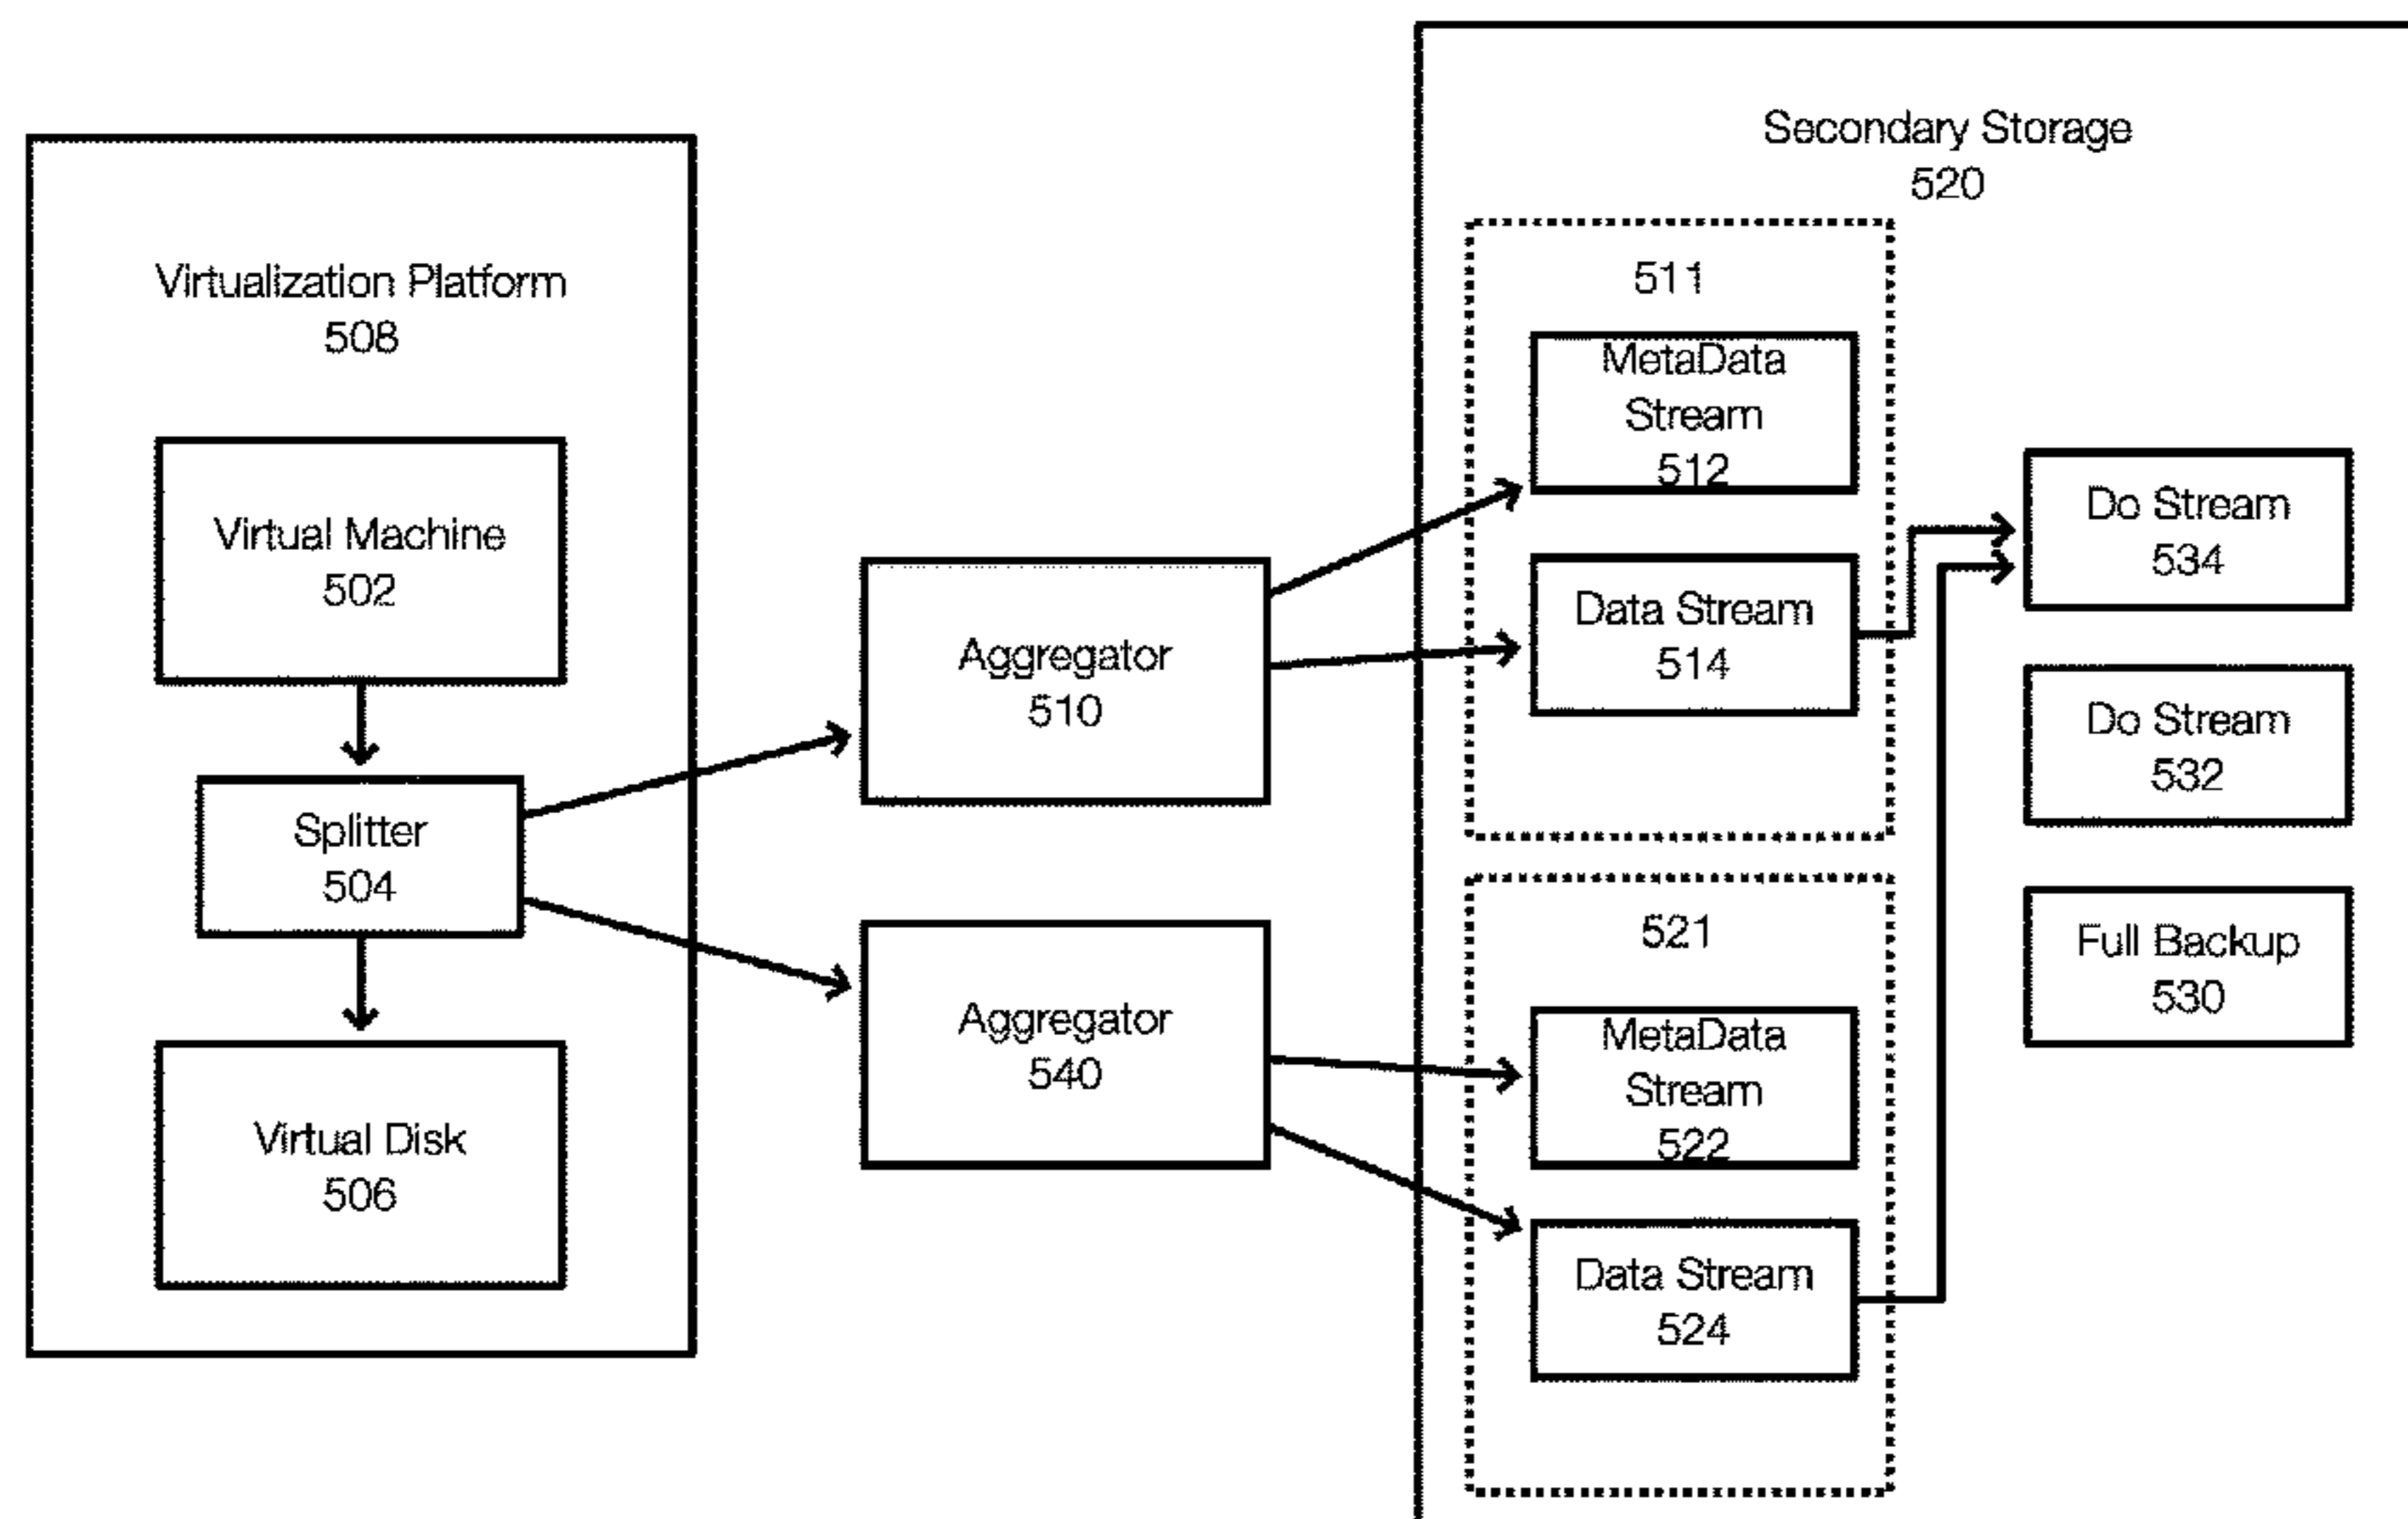 Virtualization Platform
508
Virtual Machine
502
Splitter
504
Virtual Disk
506
Aggregator
510
Aggregator
540
Secondary Storage
520
511
MetaData
Stream
512
Data Stream
514
521
MetaData
Stream
522
Data Stream
524
Do Stream
534
Do Stream
532
Full Backup
530